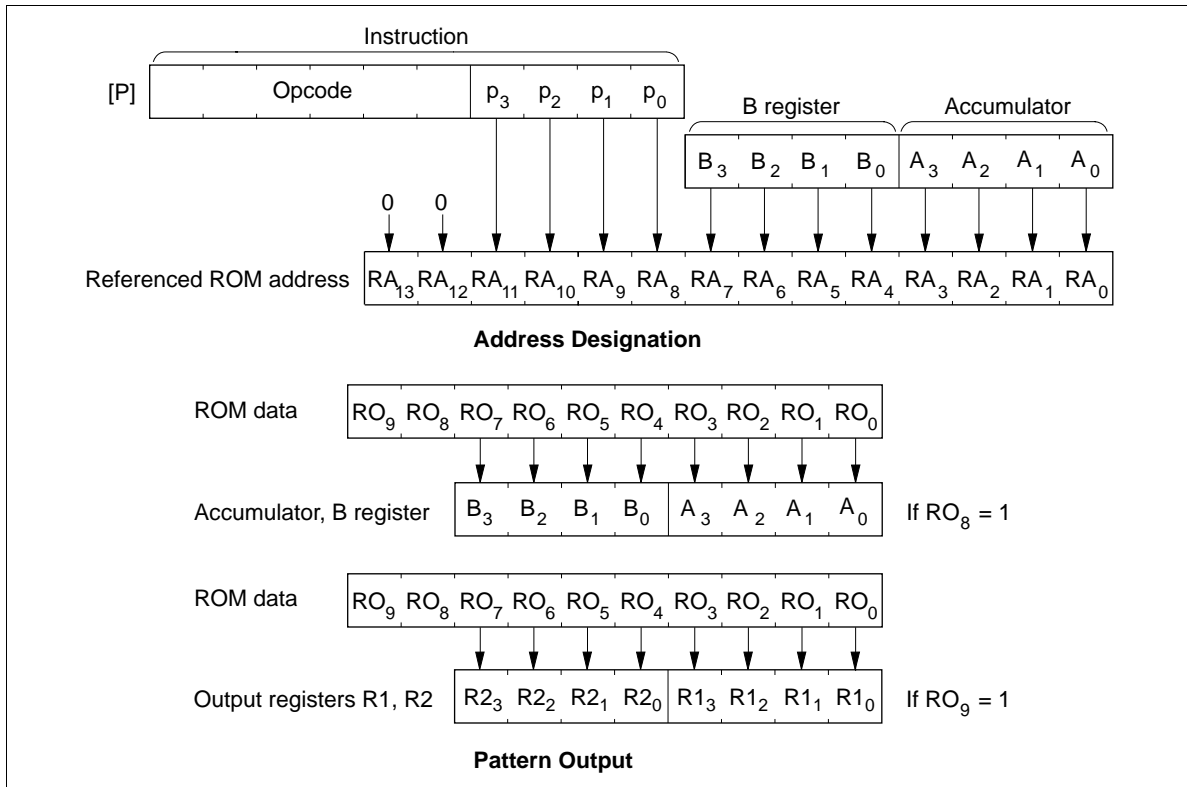 Instruction
[P] Opcode p3 p2 p1 p0
B register Accumulator
B3 B2 B1 B0 A3 A2 A1 A0
0 0
Referenced ROM address RA13 RA12 RA11 RA10 RA9 RA8 RA7 RA6 RA5 RA4 RA3 RA2 RA1 RA0
Address Designation
ROM data RO9 RO8 RO7 RO6 RO5 RO4 RO3 RO2 RO1 RO0
Accumulator, B register B3 B2 B1 B0 A3 A2 A1 A0 If RO8 = 1
ROM data RO9 RO8 RO7 RO6 RO5 RO4 RO3 RO2 RO1 RO0
Output registers R1, R2 R23 R22 R21 R20 R13 R12 R11 R10 If RO9 = 1
Pattern Output